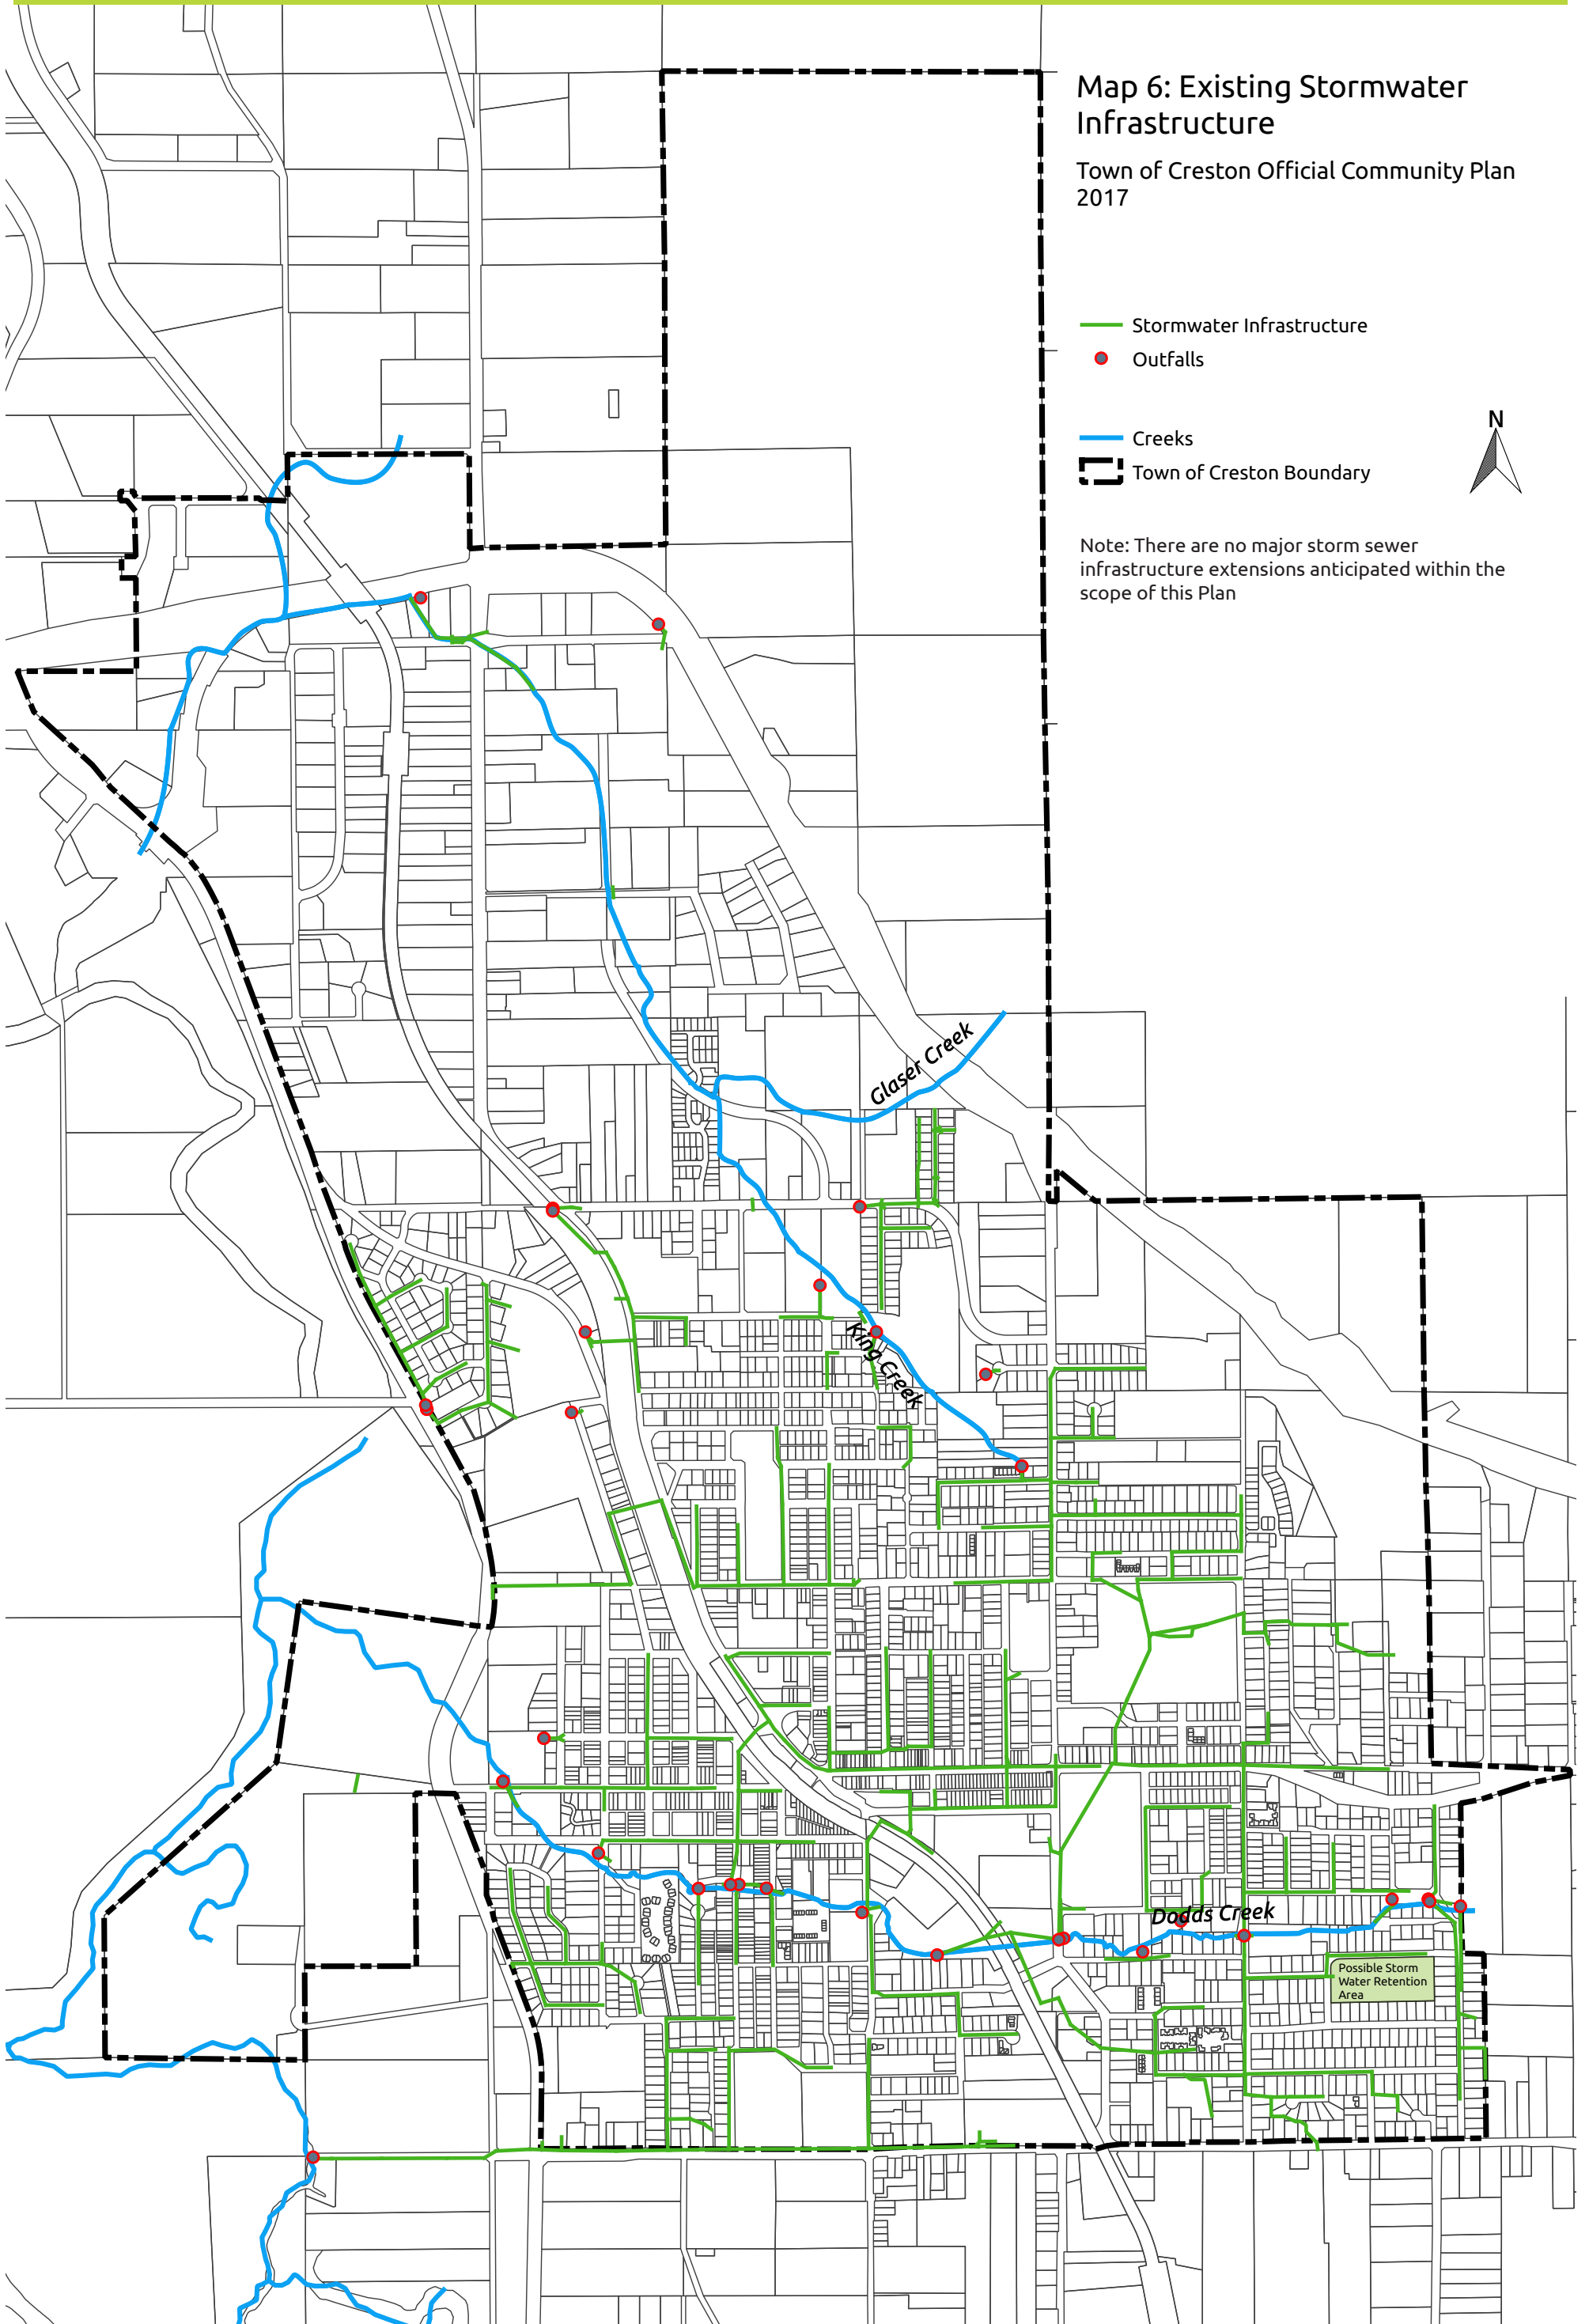 Map 6: Existing Stormwater
Infrastructure
Town of Creston Official Community Plan
2017
Stormwater Infrastructure
Outfalls
Creeks
Town of Creston Boundary
N
Note: There are no major storm sewer
infrastructure extensions anticipated within the
scope of this Plan
Glaser Creek
King Creek
Dodds Creek
Possible Storm
Water Retention
Area